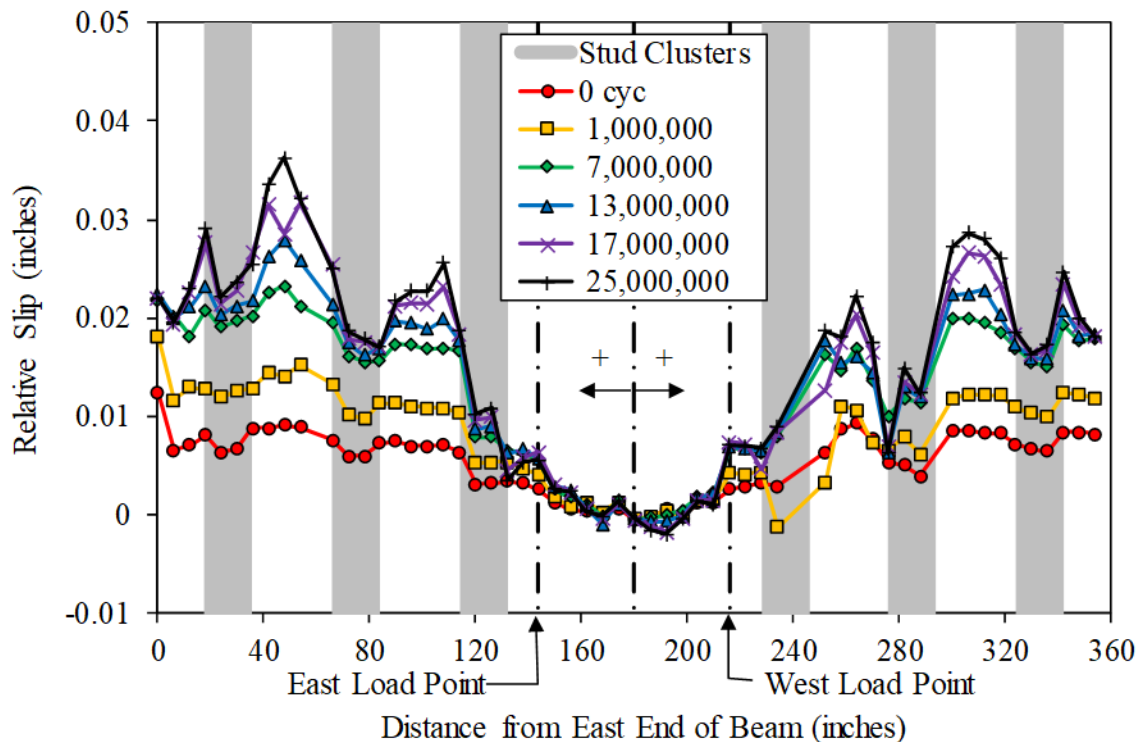 0.05
0.04
0.03
0.02
0.01
0
-0.01
Relative Slip (inches)
Stud Clusters
0 cyc
1,000,000
7,000,000
13,000,000
17,000,000
25,000,000
+ +
0 40 80 120 160 200 240 280 320 360
East Load Point West Load Point
Distance from East End of Beam (inches)